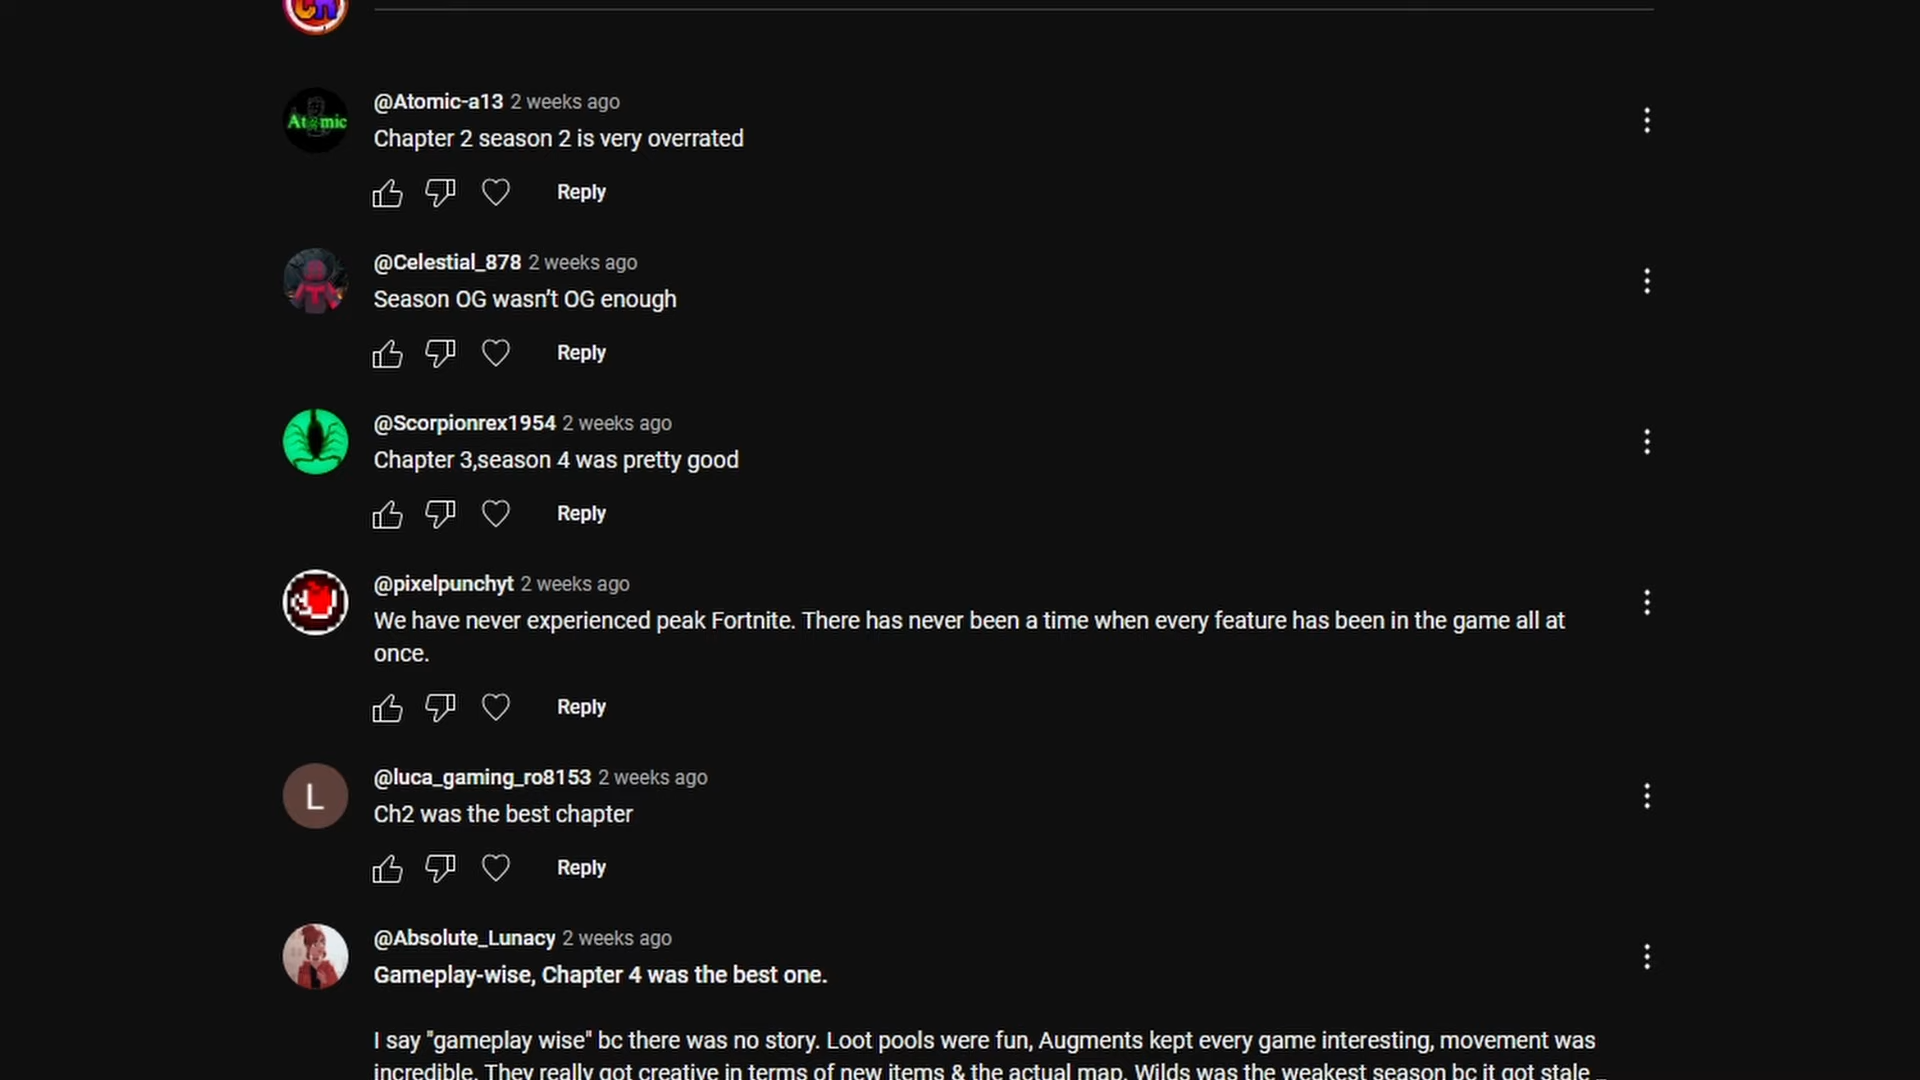 @Atomic-a13 2 weeks ago
Chapter 2 season 2 is very overrated
Reply
@Celestial_878 2 weeks ago
Season OG wasn't OG enough
Reply
@Scorpionrex1954 2 weeks ago
Chapter 3,season 4 was pretty good
Reply
@pixelpunchyt 2 weeks ago
We have never experienced peak Fortnite. There has never been a time when every feature has been in the game all at
once.
Reply
L
@luca_gaming_ro8153 2 weeks ago
Ch2 was the best chapter
Reply
@Absolute_Lunacy 2 weeks ago
Gameplay-wise, Chapter 4 was the best one.
I say "gameplay wise" bc there was no story. Loot pools were fun, Augments kept every game interesting, movement was
incredible. They really got creative in terms of new items & the actual map. Wilds was the weakest season bc it got stale